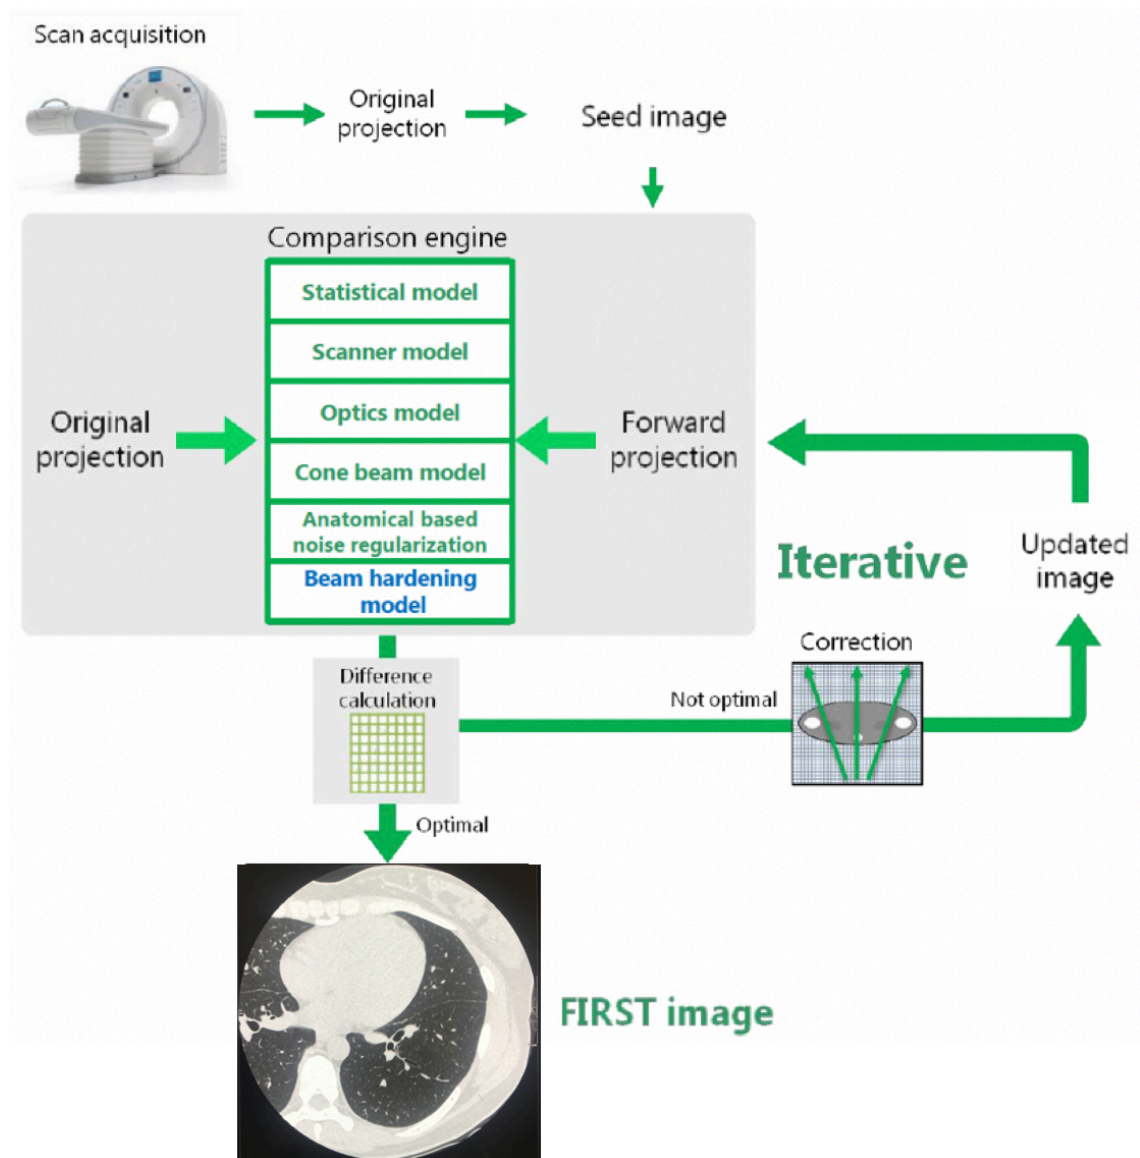 Scan acquisition
Original
projection
Seed image
Comparison engine
Statistical model
Scanner model
Optics model
Cone beam model
Anatomical based
noise regularization
Beam hardening
model
Original
projection
Forward
projection
Iterative
Updated
image
Correction
Difference
calculation
Not optimal
Optimal
FIRST image